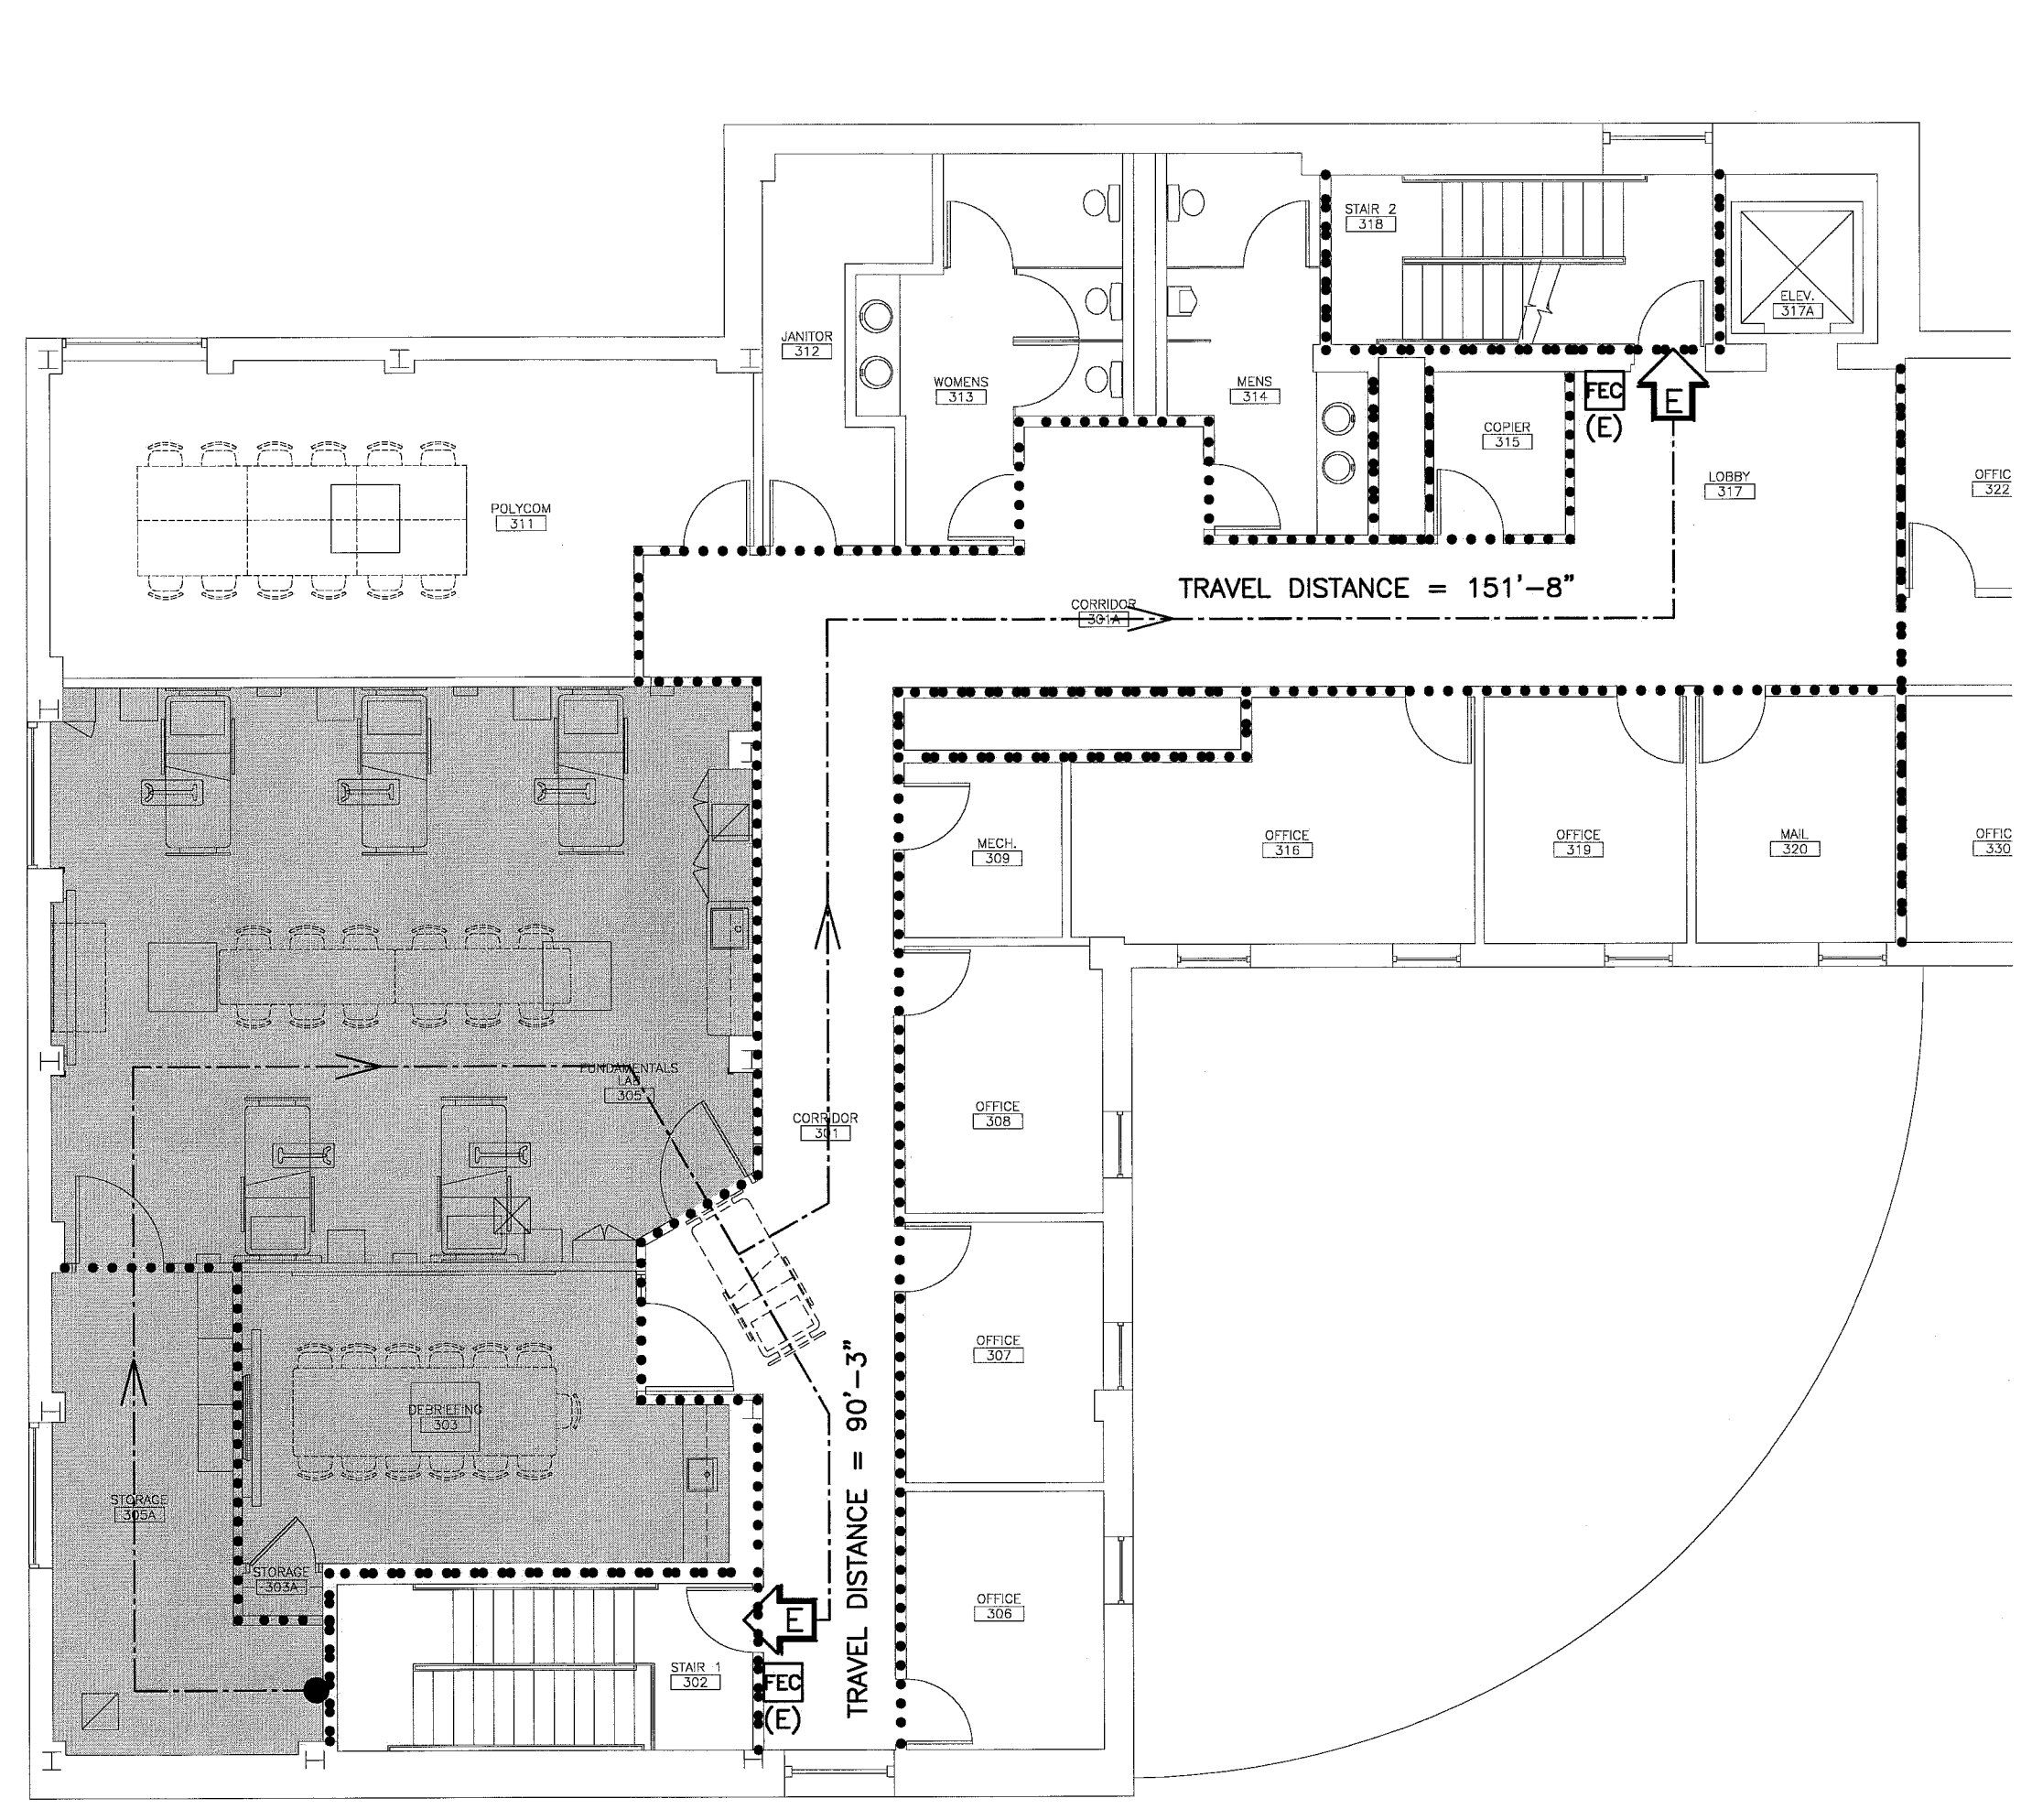 STAIR 2
318
ELEV.
317A
JANITOR
312
WOMENS
313
MENS
314
FEC
(E)
E
COPIER
315
LOBBY
317
OFFIC
322
POLYCOM
311
TRAVEL DISTANCE = 151'-8"
CORRIDOR
301A
MECH.
309
OFFICE
316
OFFICE
319
MAIL
320
OFFIC
330
FUNDAMENTALS
LAB
305
CORRIDOR
301
OFFICE
308
OFFICE
307
DEBRIEFING
303
TRAVEL DISTANCE = 90'-3"
STORAGE
305A
STORAGE
303A
OFFICE
306
E
STAIR 1
302
FEC
(E)